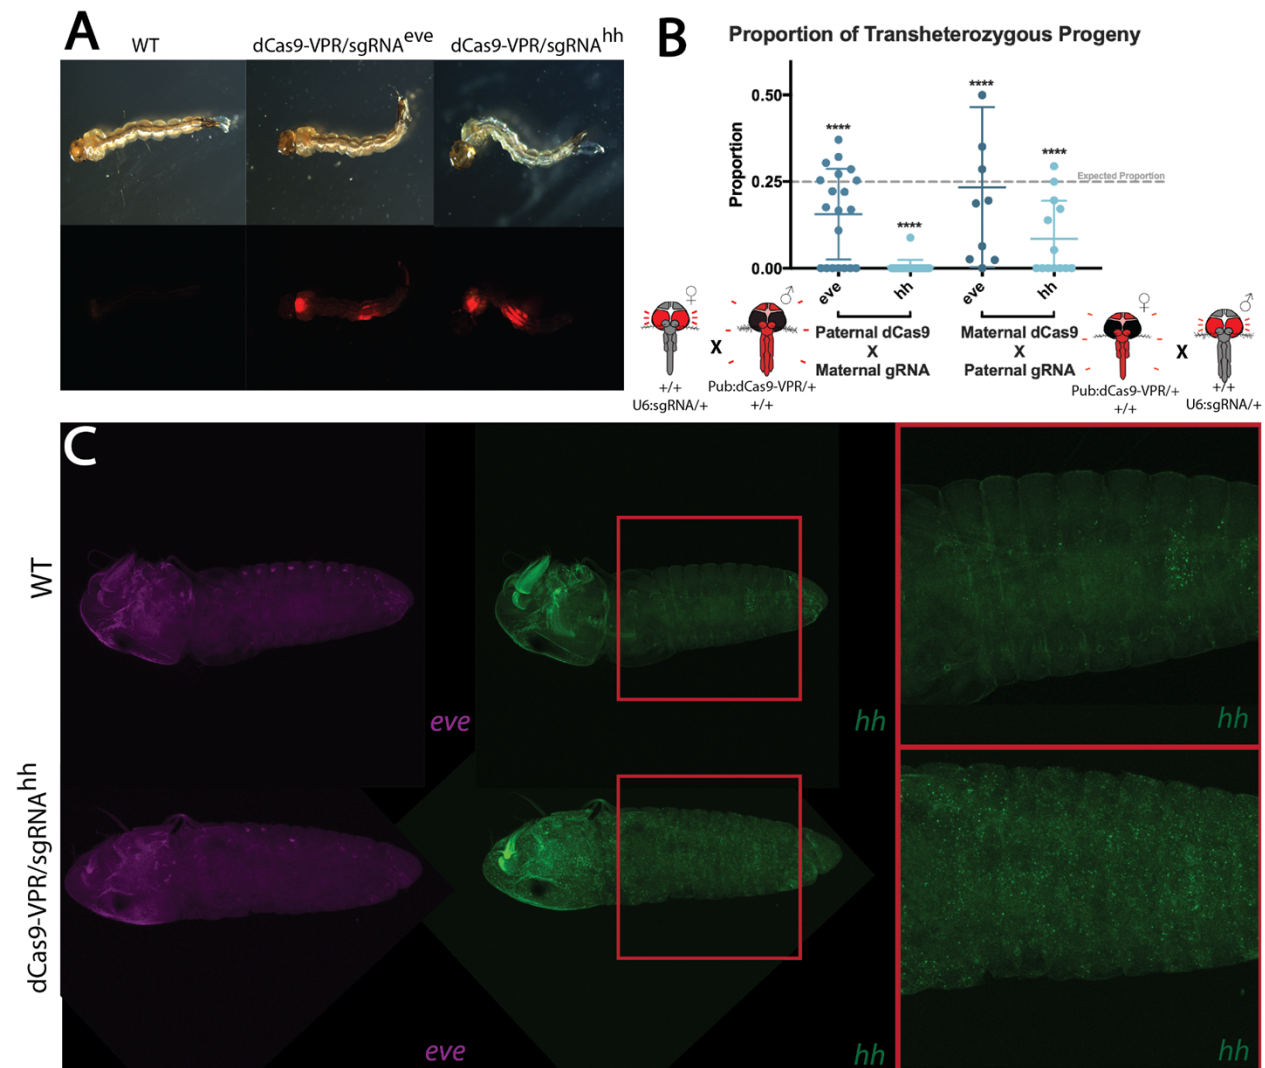 A
WT
dCas9-VPR/sgRNAeve
dCas9-VPR/sgRNAhh
B
Proportion of Transheterozygous Progeny
Proportion
0.50
0.25
0.00
****
****
****
****
Expected Proportion
eve
hh
eve
hh
Paternal dCas9
X
Maternal gRNA
Maternal dCas9
X
Paternal gRNA
♀
X
♂
+/+
U6:sgRNA/+
Pub:dCas9-VPR/+
+/+
♀
X
♂
Pub:dCas9-VPR/+
+/+
+/+
U6:sgRNA/+
C
WT
eve
hh
hh
dCas9-VPR/sgRNAhh
eve
hh
hh